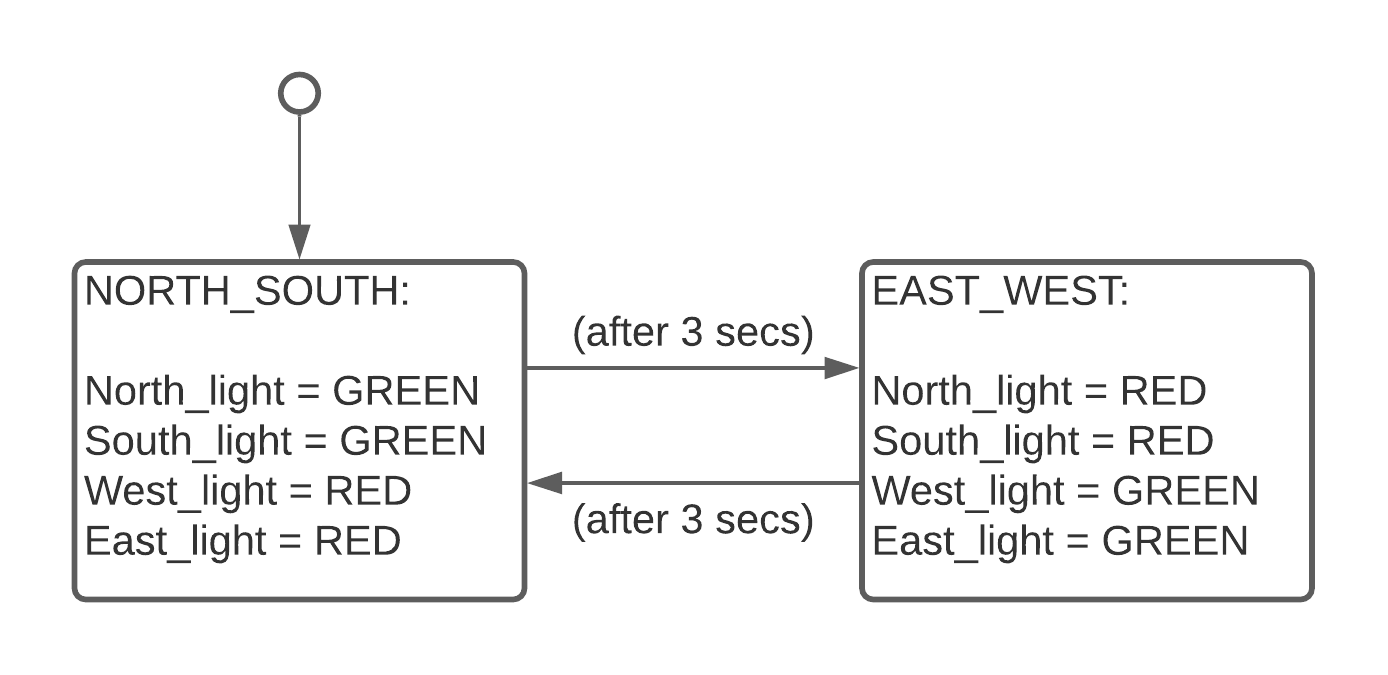 NORTH_SOUTH:
North_light = GREEN
South_light = GREEN
West_light = RED
East_light = RED
(after 3 secs)
(after 3 secs)
EAST_WEST:
North_light = RED
South_light = RED
West_light = GREEN
East_light = GREEN